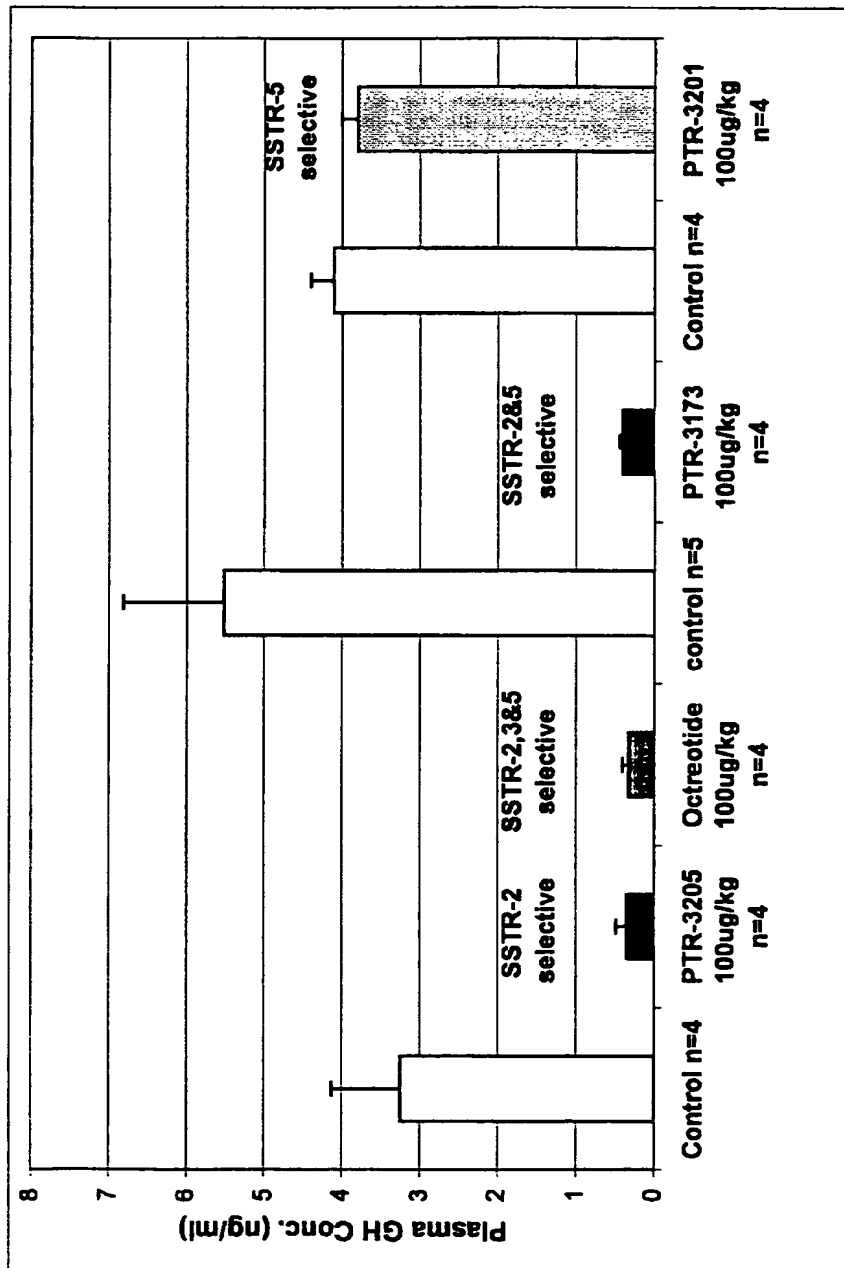 Plasma GH Conc. (ng/ml)
8
7
6
5
4
3
2
1
0
SSTR-2
selective
SSTR-2,3&5
selective
SSTR-2&5
selective
SSTR-5
selective
Control n=4
PTR-3205
100ug/kg
n=4
Octreotide
100ug/kg
n=4
control n=5
PTR-3173
100ug/kg
n=4
Control n=4
PTR-3201
100ug/kg
n=4